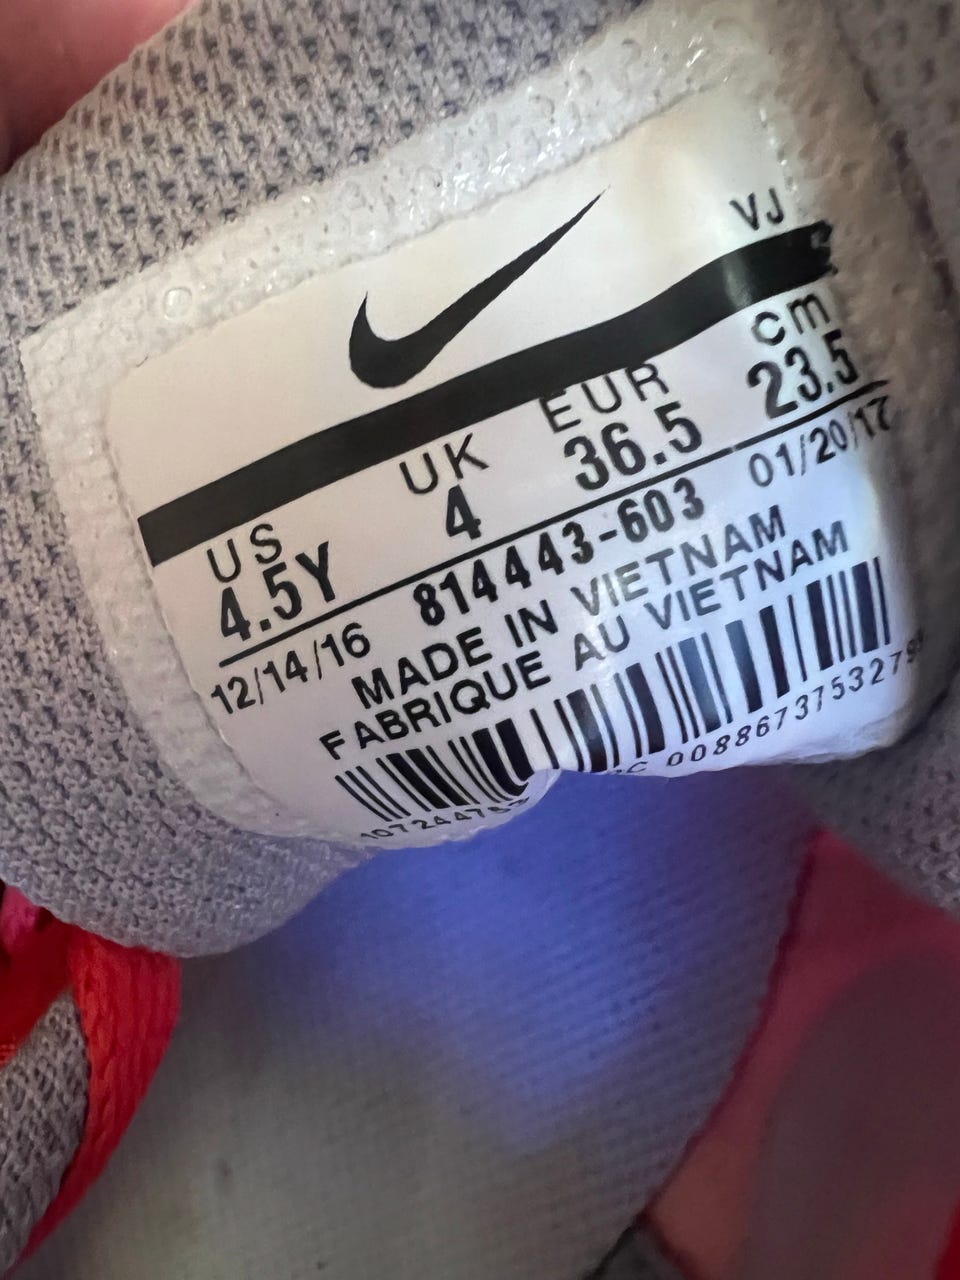 VJ
US UK EUR cm
4.5Y 4 36.5 23.5
12/14/16 814443-603 01/20/17
MADE IN VIETNAM
FABRIQUE AU VIETNAM